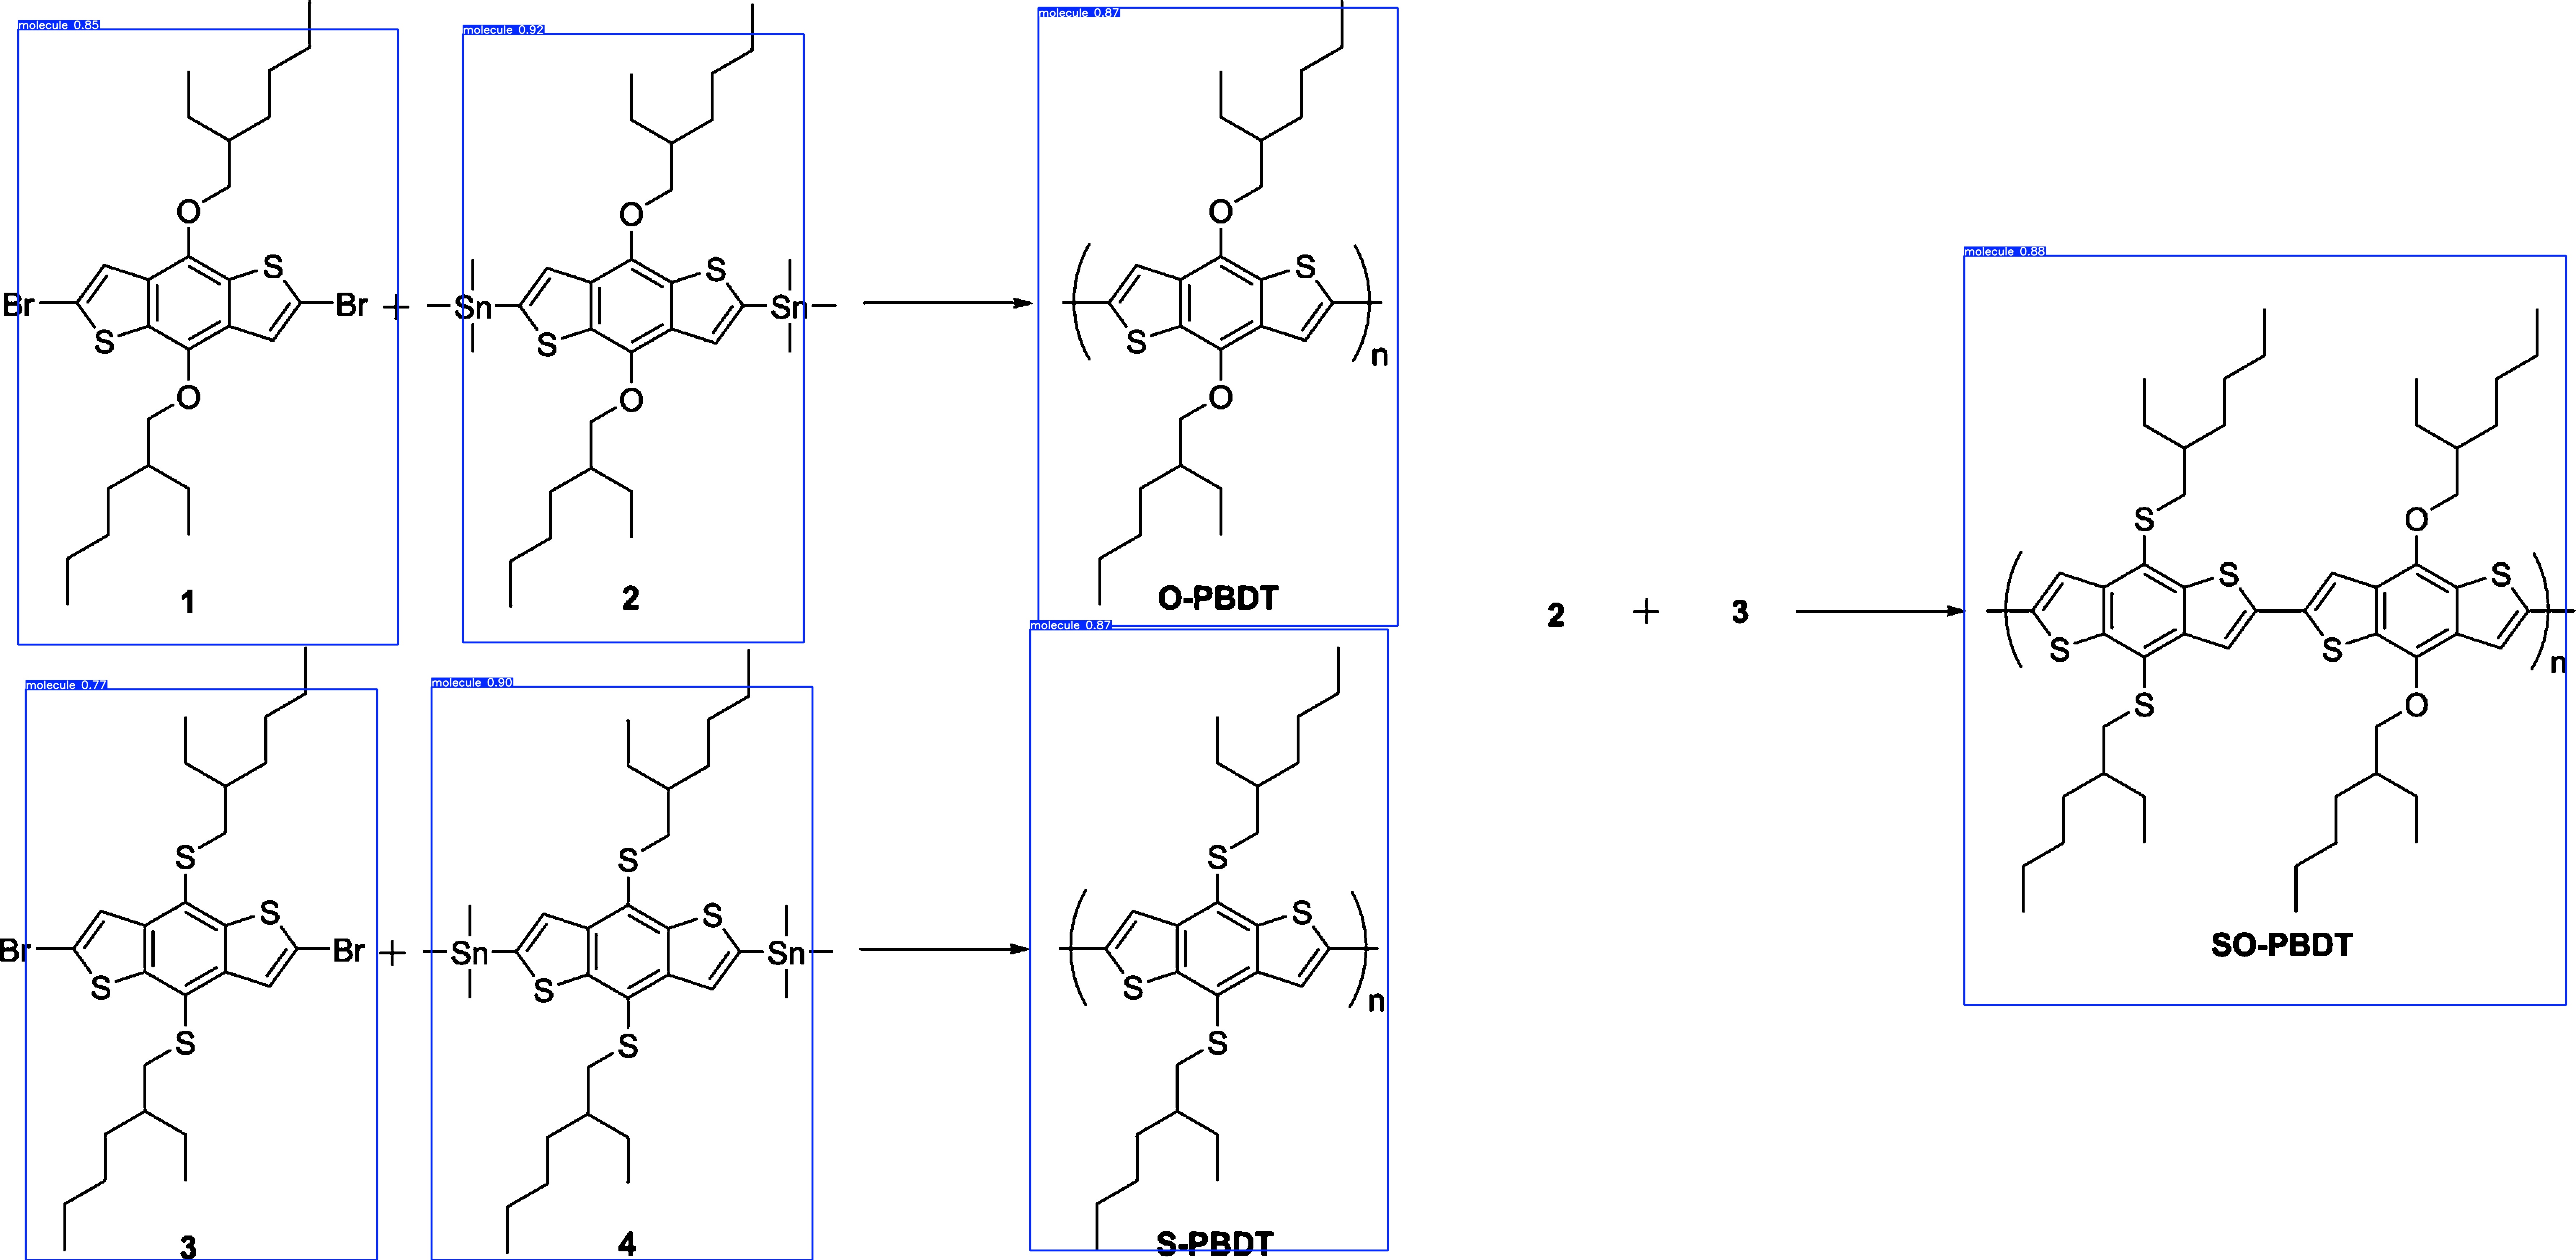 molecule 0.85
molecule 0.92
molecule 0.87
O
O
O
Br
S
S
Br
+
Sn
S
S
Sn
S
S
n
O
O
O
1
2
O-PBDT
molecule 0.77
molecule 0.90
molecule 0.87
S
S
S
Br
S
S
Br
+
Sn
S
S
Sn
S
S
n
S
S
S
3
4
S-PBDT
2 + 3
molecule 0.88
S
O
S
S
S
S
n
S
O
SO-PBDT